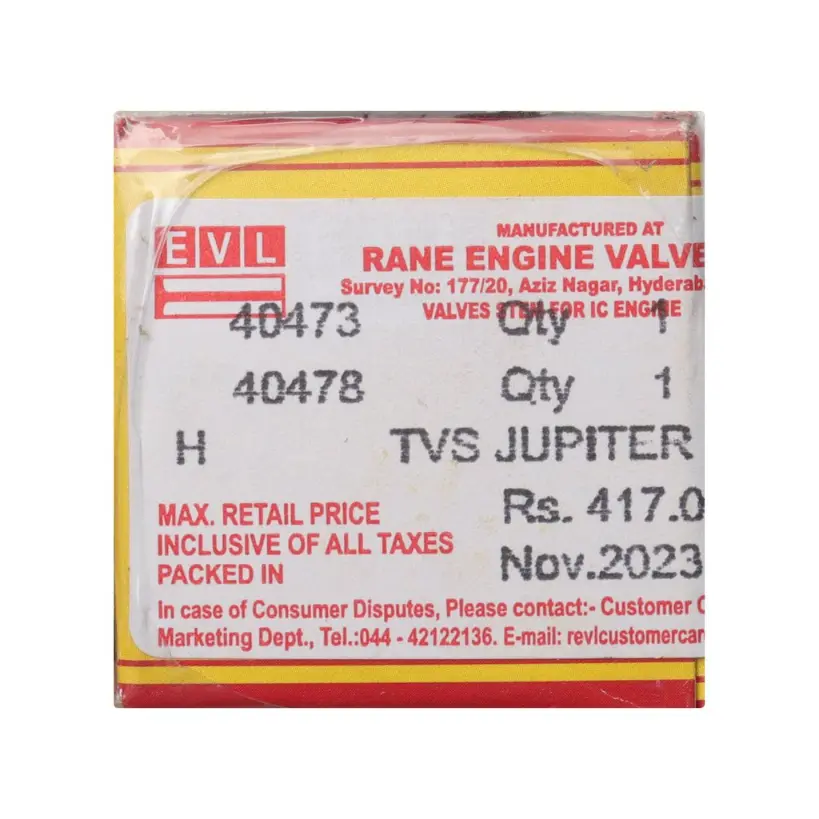 EVL
MANUFACTURED AT
RANE ENGINE VALVE
Survey No: 177/20, Aziz Nagar, Hyderab
VALVES STEM FOR IC ENGINE
40473 Qty 1
40478 Qty 1
H TVS JUPITER
MAX. RETAIL PRICE Rs. 417.0
INCLUSIVE OF ALL TAXES
PACKED IN Nov.2023
In case of Consumer Disputes, Please contact:- Customer
Marketing Dept., Tel.:044 - 42122136. E-mail: revlcustomercar